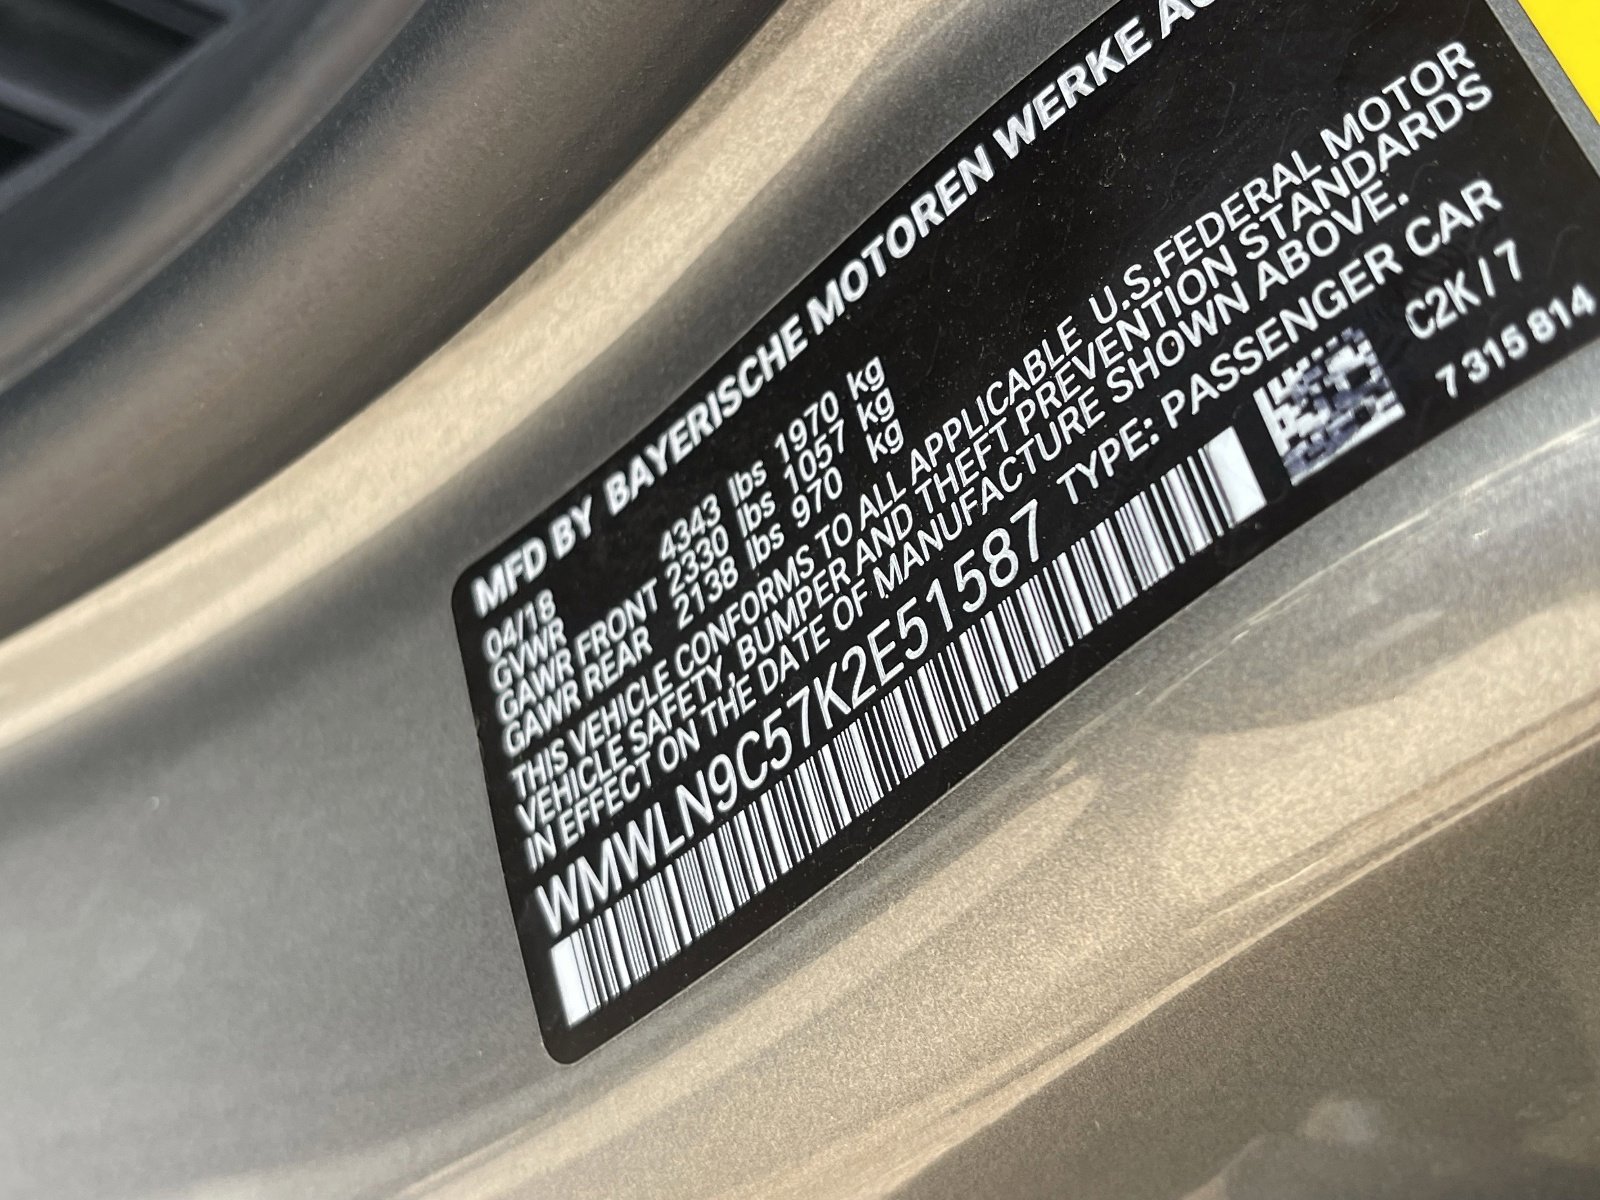 MFD BY BAYERISCHE MOTOREN WERKE
04/18
GVWR 4343 lbs 1970 kg
GAWR FRONT 2330 lbs 1057 kg
GAWR REAR 2138 lbs 970 kg
THIS VEHICLE CONFORMS TO ALL APPLICABLE U.S.FEDERAL MOTOR
VEHICLE SAFETY, BUMPER AND THEFT PREVENTION STANDARDS
IN EFFECT ON THE DATE OF MANUFACTURE SHOWN ABOVE.
WMWLN9C57K2E51587 TYPE: PASSENGER CAR
C2K / 7
7 315 814